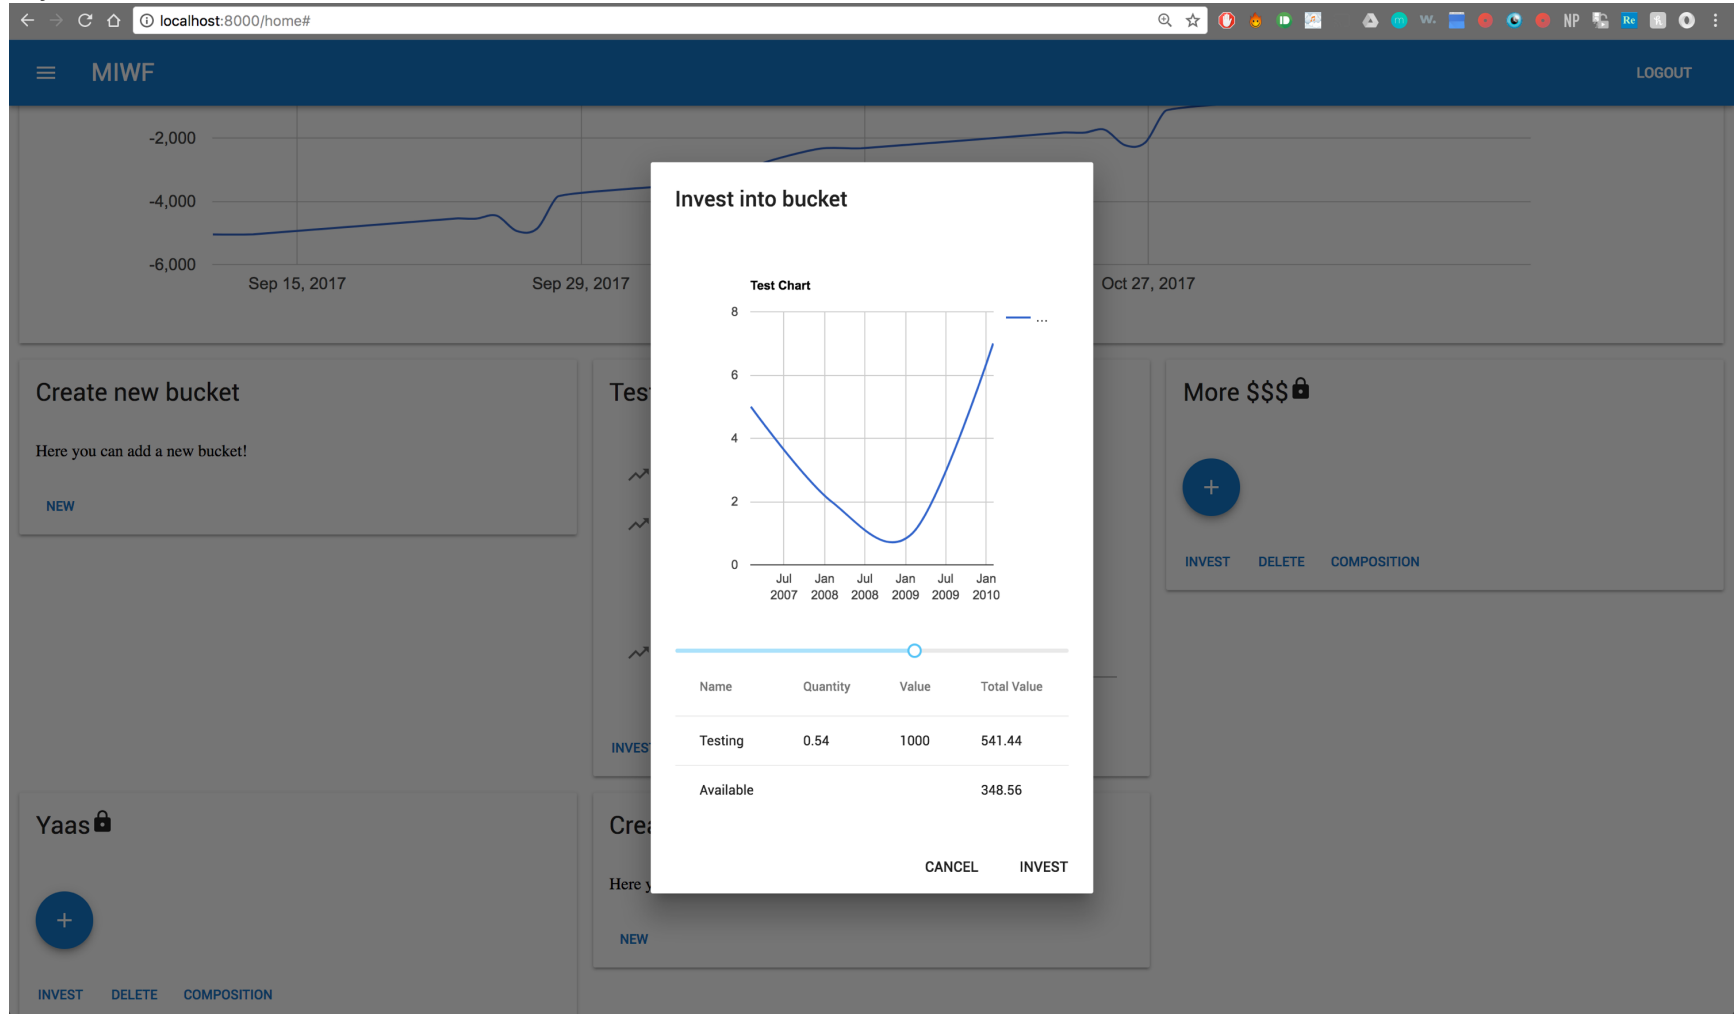 localhost:8000/home#
W.
NP
Re
MIWF
LOGOUT
-2,000
-4,000
-6,000
Sep 15, 2017
Sep 29, 2017
Oct 27, 2017
Invest into bucket
Test Chart
8
6
4
2
0
...
Jul Jan Jul Jan Jul Jan
2007 2008 2008 2009 2009 2010
Name Quantity Value Total Value
Testing 0.54 1000 541.44
Available 348.56
CANCEL INVEST
Create new bucket
Here you can add a new bucket!
NEW
Tes
INVES
More $$$
+
INVEST DELETE COMPOSITION
Yaas
+
INVEST DELETE COMPOSITION
Crea
Here y
NEW